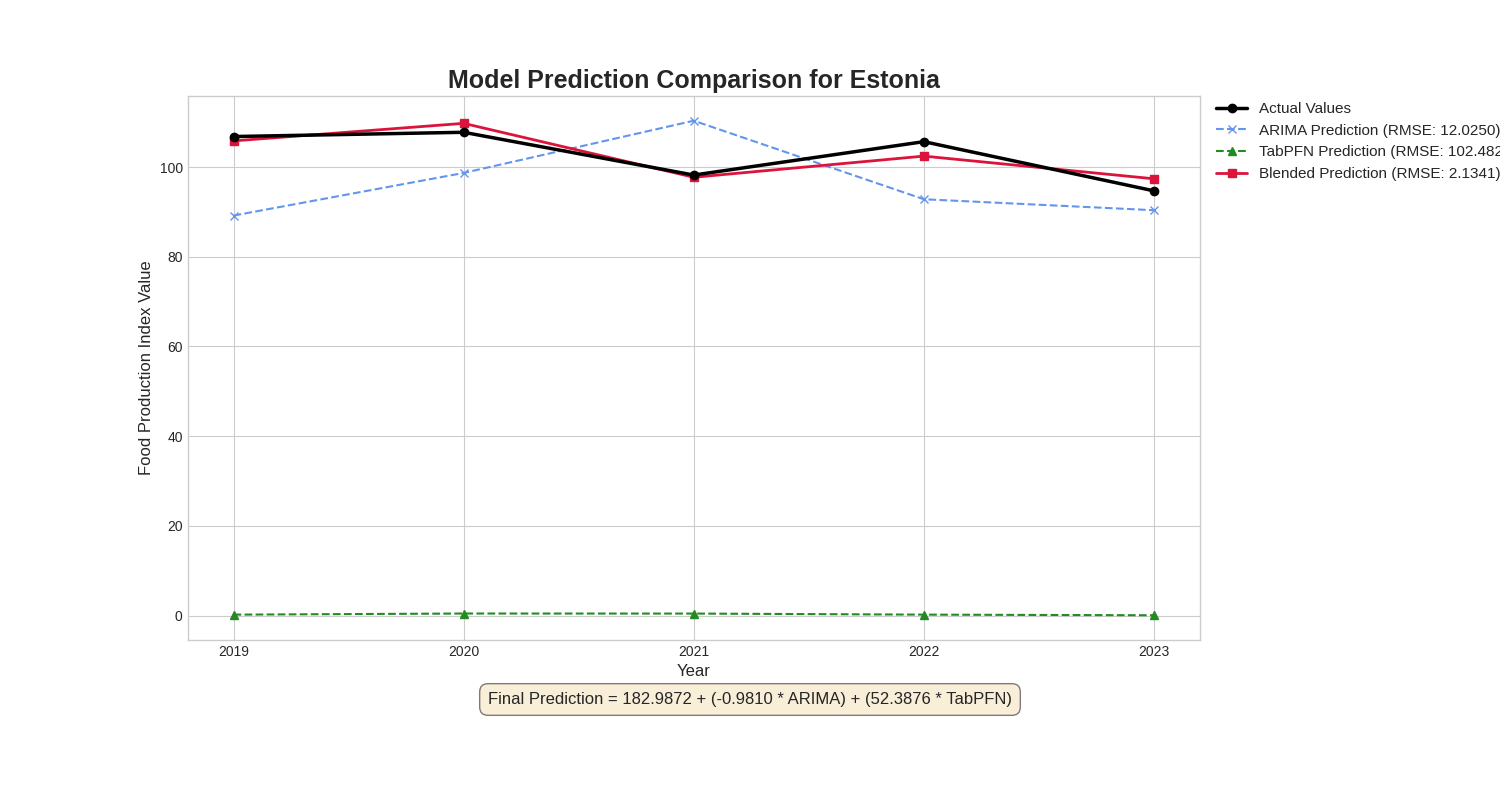 Model Prediction Comparison for Estonia
Actual Values
ARIMA Prediction (RMSE: 12.0250)
TabPFN Prediction (RMSE: 102.482
Blended Prediction (RMSE: 2.1341)
Food Production Index Value
100
80
60
40
20
0
2019 2020 2021 2022 2023
Year
Final Prediction = 182.9872 + (-0.9810 * ARIMA) + (52.3876 * TabPFN)